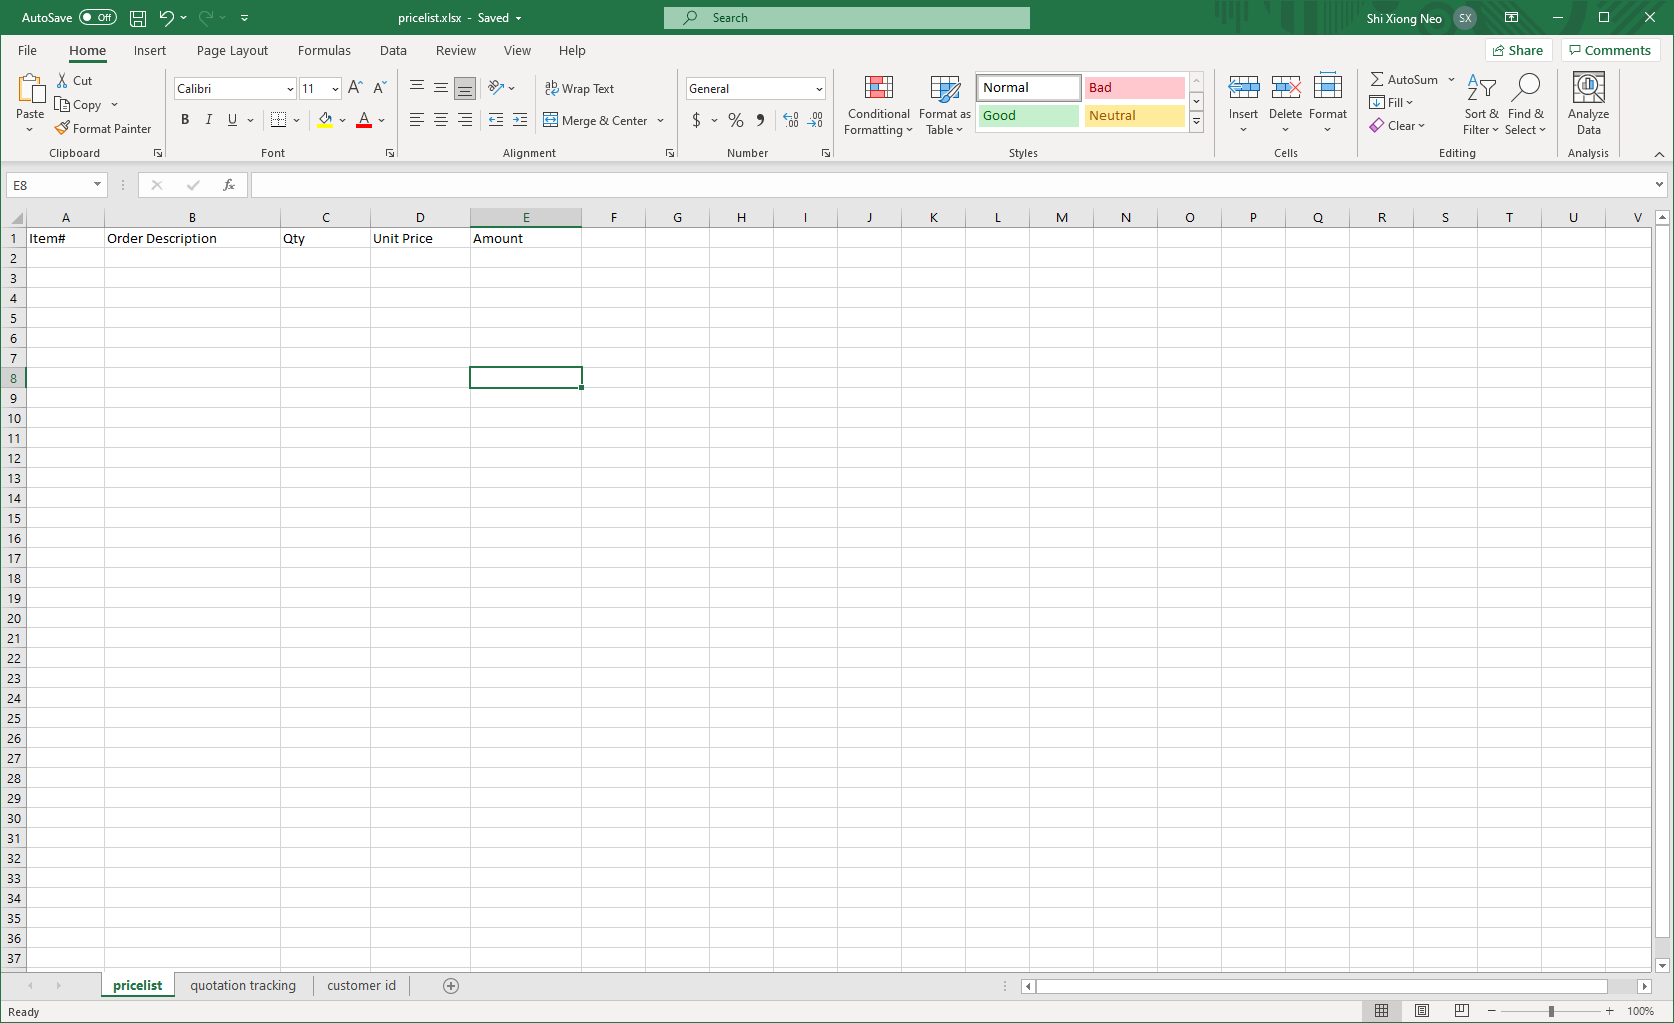 AutoSave Off pricelist.xlsx - Saved Search Shi Xiong Neo SX
File Home Insert Page Layout Formulas Data Review View Help Share Comments
Paste
Cut
Copy
Format Painter
Clipboard
Calibri 11
B I U A
Font
ab Wrap Text
Merge & Center
Alignment
General
$ % , .00
Number
Conditional Formatting
Format as Table
Normal Bad
Good Neutral
Styles
Insert Delete Format
Cells
AutoSum
Fill
Clear
Sort & Filter
Find & Select
Editing
Analyze Data
Analysis
E8 fx
A B C D E F G H I J K L M N O P Q R S T U V
1 Item# Order Description Qty Unit Price Amount
2
3
4
5
6
7
8
9
10
11
12
13
14
15
16
17
18
19
20
21
22
23
24
25
26
27
28
29
30
31
32
33
34
35
36
37
pricelist quotation tracking customer id
Ready 100%